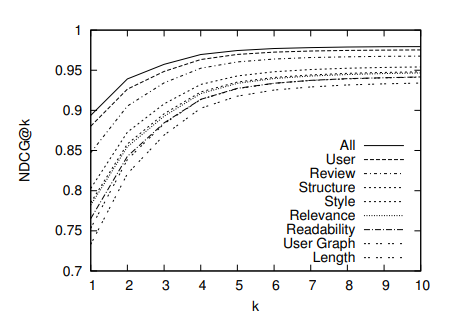 1
0.95
0.9
0.85
0.8
0.75
0.7
NDCG@k
All
User
Review
Structure
Style
Relevance
Readability
User Graph
Length
1 2 3 4 5 6 7 8 9 10
k